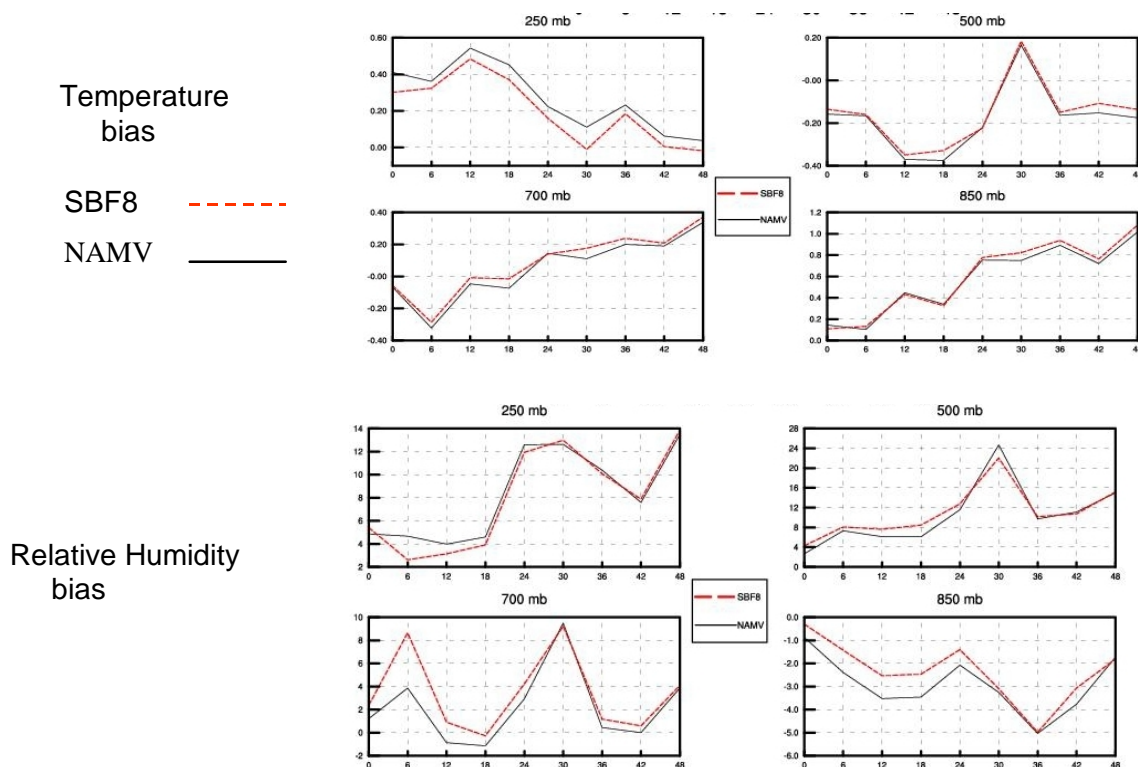 250 mb
500 mb
Temperature
bias
0.60
0.40
0.20
0.00
0 6 12 18 24 30 36 42 48
0.20
-0.00
-0.20
-0.40
0 6 12 18 24 30 36 42
SBF8
NAMV
700 mb
850 mb
SBF8
NAMV
0.40
0.20
-0.00
-0.20
-0.40
0 6 12 18 24 30 36 42 48
1.2
1.0
0.8
0.6
0.4
0.2
0.0
0 6 12 18 24 30 36 42
250 mb
500 mb
14
12
10
8
6
4
2
0 6 12 18 24 30 36 42 48
28
24
20
16
12
8
4
0
0 6 12 18 24 30 36 42 48
Relative Humidity
bias
700 mb
850 mb
SBF8
NAMV
10
8
6
4
2
0
-2
0 6 12 18 24 30 36 42 48
0.0
-1.0
-2.0
-3.0
-4.0
-5.0
-6.0
0 6 12 18 24 30 36 42 48